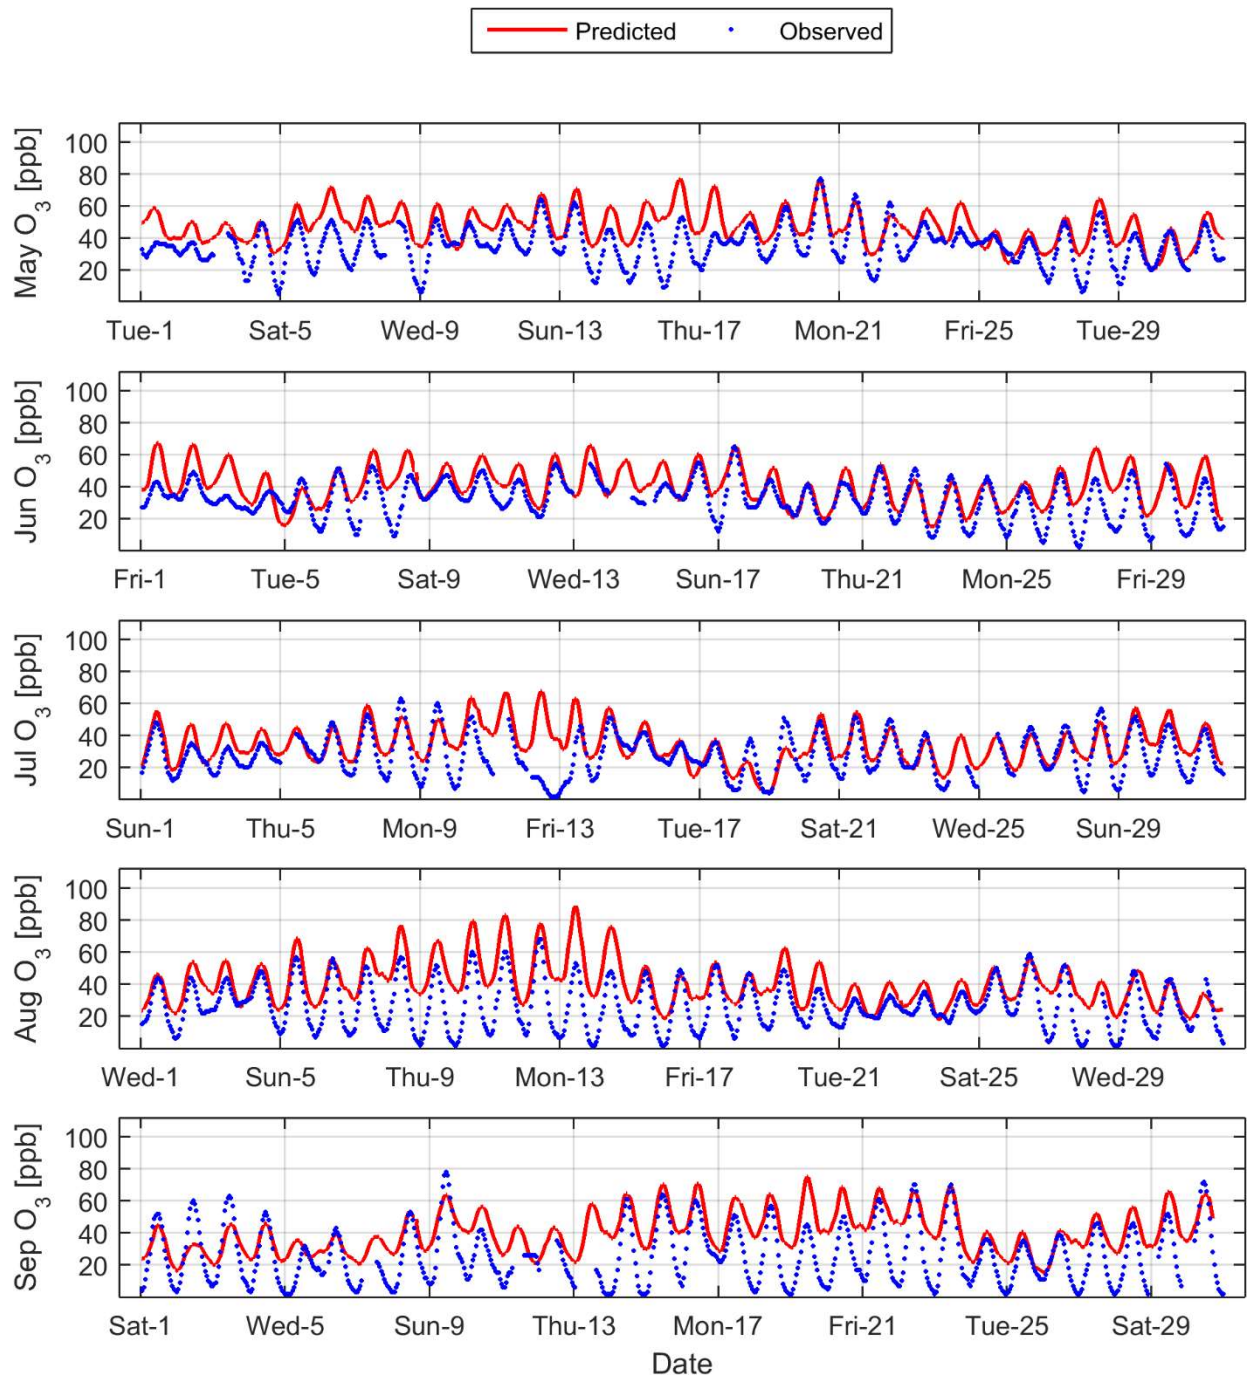 Predicted Observed
May O3 [ppb]
100
80
60
40
20
Tue-1 Sat-5 Wed-9 Sun-13 Thu-17 Mon-21 Fri-25 Tue-29
Jun O3 [ppb]
100
80
60
40
20
Fri-1 Tue-5 Sat-9 Wed-13 Sun-17 Thu-21 Mon-25 Fri-29
Jul O3 [ppb]
100
80
60
40
20
Sun-1 Thu-5 Mon-9 Fri-13 Tue-17 Sat-21 Wed-25 Sun-29
Aug O3 [ppb]
100
80
60
40
20
Wed-1 Sun-5 Thu-9 Mon-13 Fri-17 Tue-21 Sat-25 Wed-29
Sep O3 [ppb]
100
80
60
40
20
Sat-1 Wed-5 Sun-9 Thu-13 Mon-17 Fri-21 Tue-25 Sat-29
Date